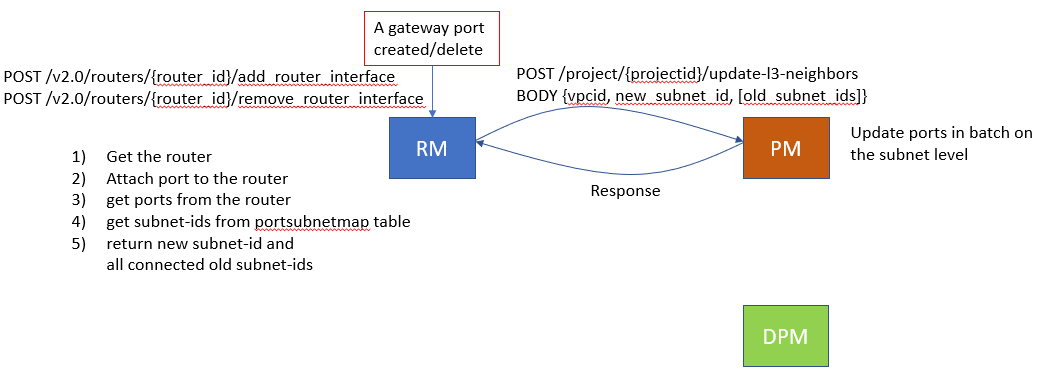 A gateway port
created/delete
POST /v2.0/routers/{router_id}/add_router_interface
POST /v2.0/routers/{router_id}/remove_router_interface
POST /project/{projectid}/update-l3-neighbors
BODY {vpcid, new_subnet_id, [old_subnet_ids]}
RM
PM
Update ports in batch on
the subnet level
Response
1) Get the router
2) Attach port to the router
3) get ports from the router
4) get subnet-ids from portsubnetmap table
5) return new subnet-id and
all connected old subnet-ids
DPM